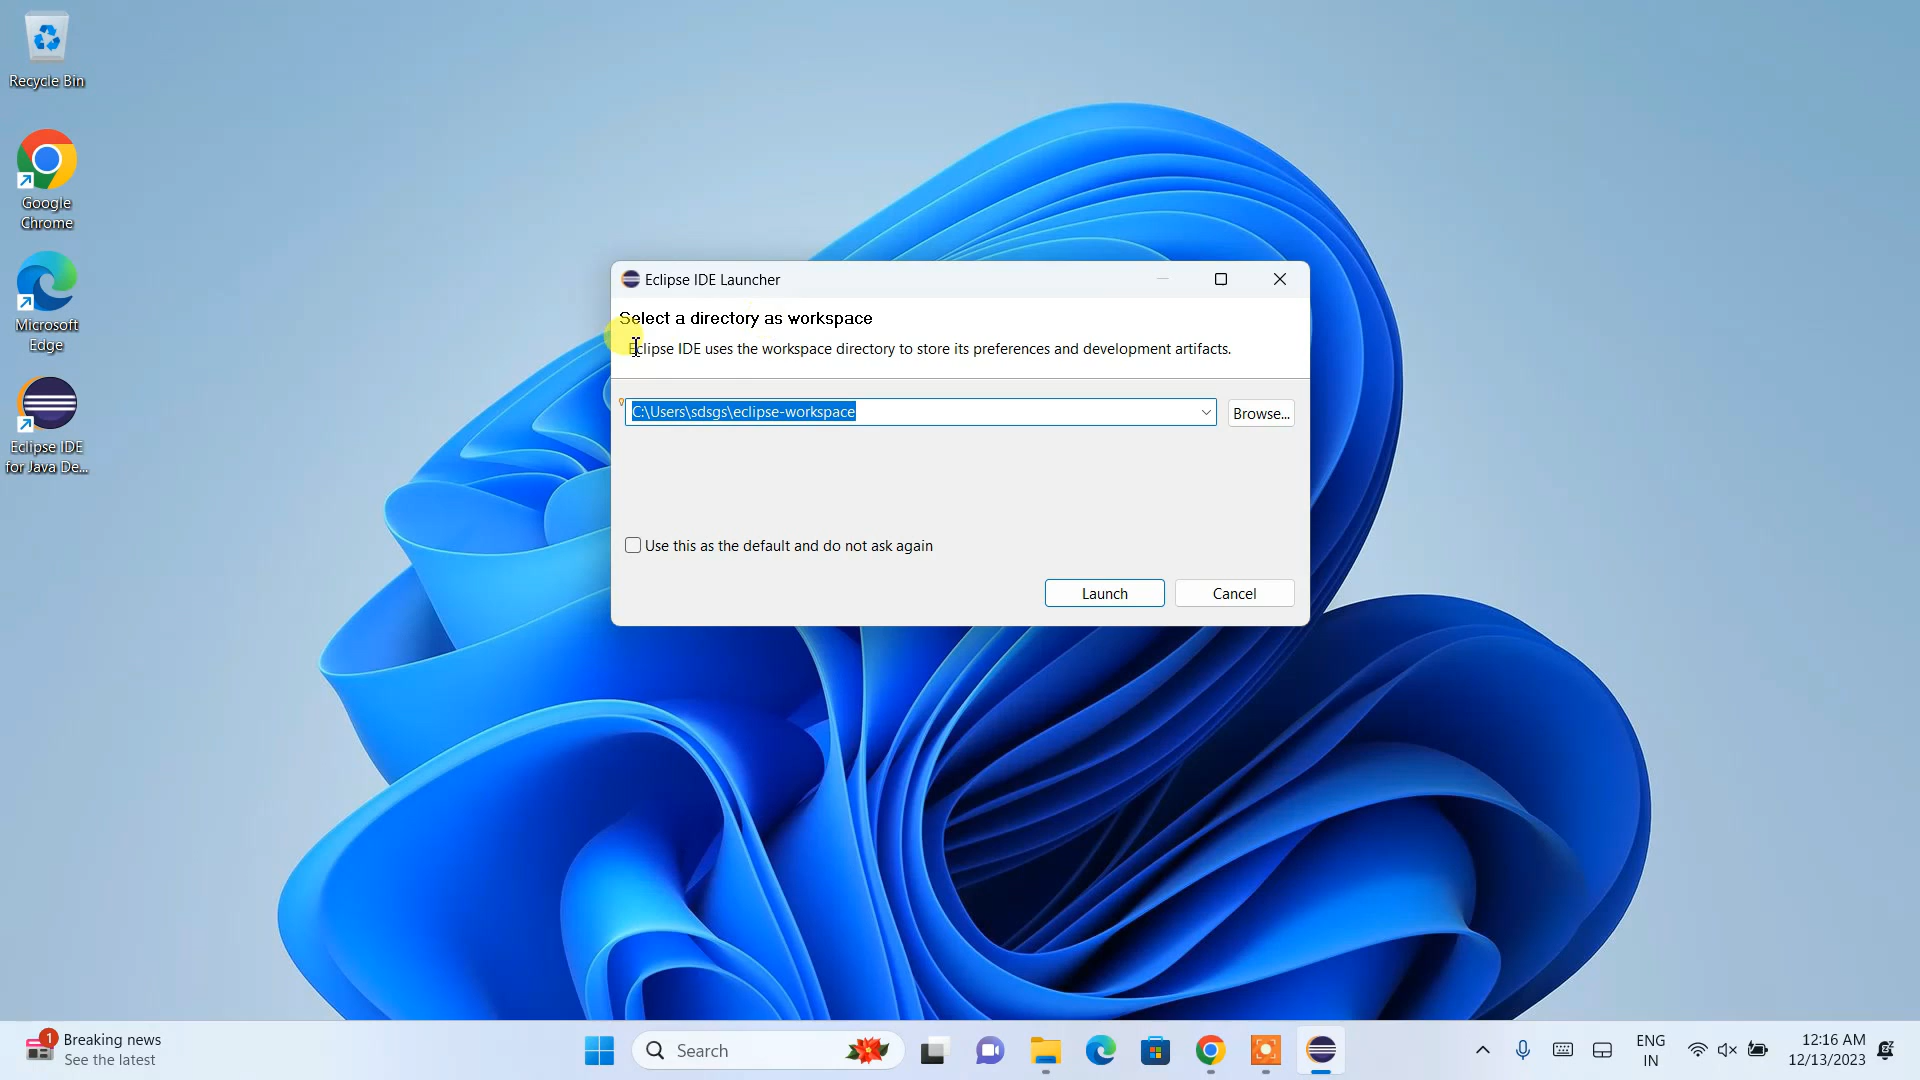 Recycle Bin
Google
Chrome
Microsoft
Edge
Eclipse IDE
for Java De...
Eclipse IDE Launcher
Select a directory as workspace
Eclipse IDE uses the workspace directory to store its preferences and development artifacts.
C:\Users\sdsgs\eclipse-workspace
Browse...
Use this as the default and do not ask again
Launch
Cancel
1
Breaking news
See the latest
Search
ENG
IN
12:16 AM
12/13/2023